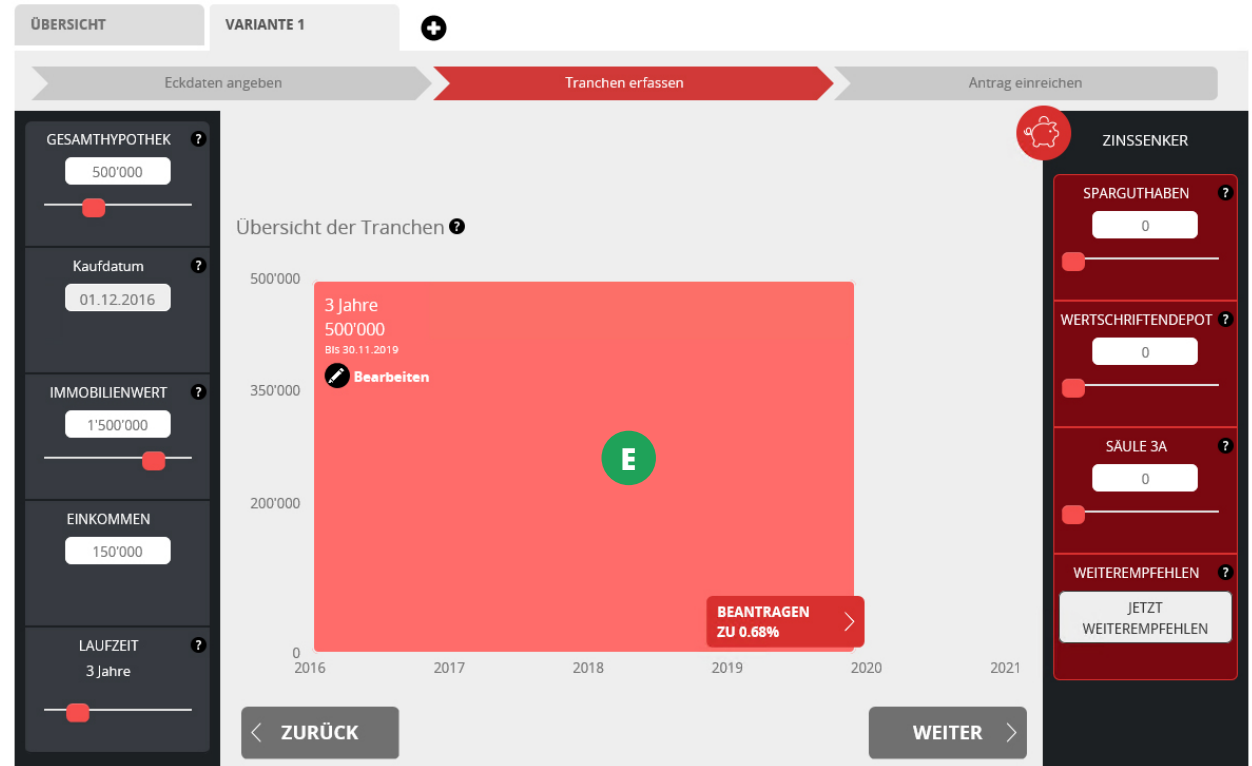 ÜBERSICHT
VARIANTE 1
Eckdaten angeben
Tranchen erfassen
Antrag einreichen
GESAMTHYPOTHEK ?
500'000
Kaufdatum ?
01.12.2016
IMMOBILIENWERT ?
1'500'000
EINKOMMEN
150'000
LAUFZEIT ?
3 Jahre
Übersicht der Tranchen ?
500'000
350'000
200'000
0
3 Jahre
500'000
Bis 30.11.2019
Bearbeiten
E
BEANTRAGEN
ZU 0.68%
2016 2017 2018 2019 2020 2021
ZURÜCK
WEITER
ZINSSENKER
SPARGUTHABEN ?
0
WERTSCHRIFTENDEPOT ?
0
SÄULE 3A ?
0
WEITEREMPFEHLEN ?
JETZT
WEITEREMPFEHLEN